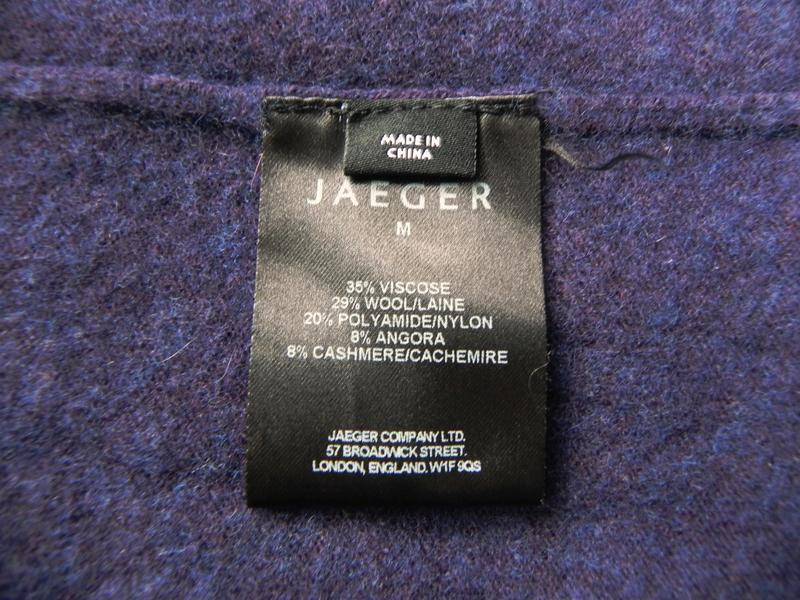 MADE IN
CHINA
JAEGER
M
35% VISCOSE
29% WOOL/LAINE
20% POLYAMIDE/NYLON
8% ANGORA
8% CASHMERE/CACHEMIRE
JAEGER COMPANY LTD.
57 BROADWICK STREET.
LONDON, ENGLAND. W1F 9QS